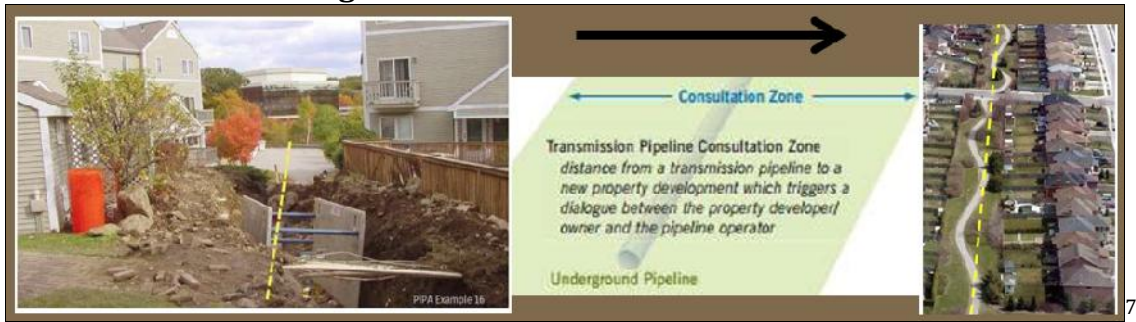 PIPA Example 16
Consultation Zone
Transmission Pipeline Consultation Zone
distance from a transmission pipeline to a
new property development which triggers a
dialogue between the property developer/
owner and the pipeline operator
Underground Pipeline
7